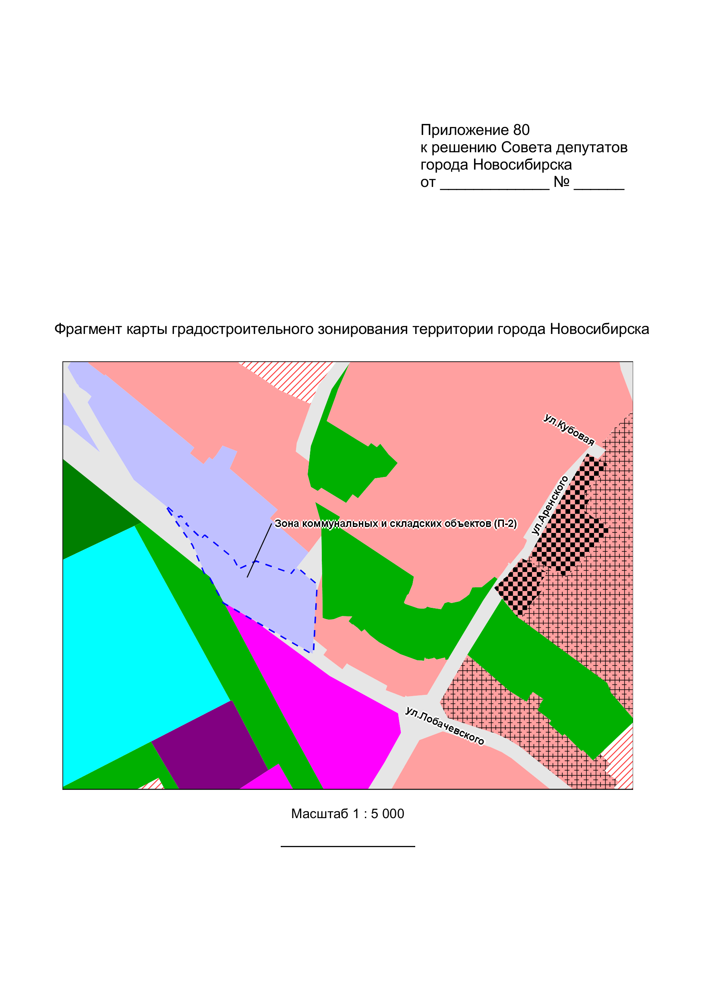 Приложение 80
к решению Совета депутатов
города Новосибирска
от _____________ № ______
Фрагмент карты градостроительного зонирования территории города Новосибирска
ул.Кубовая
ул.Аренского
Зона коммунальных и складских объектов (П-2)
ул.Лобачевского
Масштаб 1 : 5 000